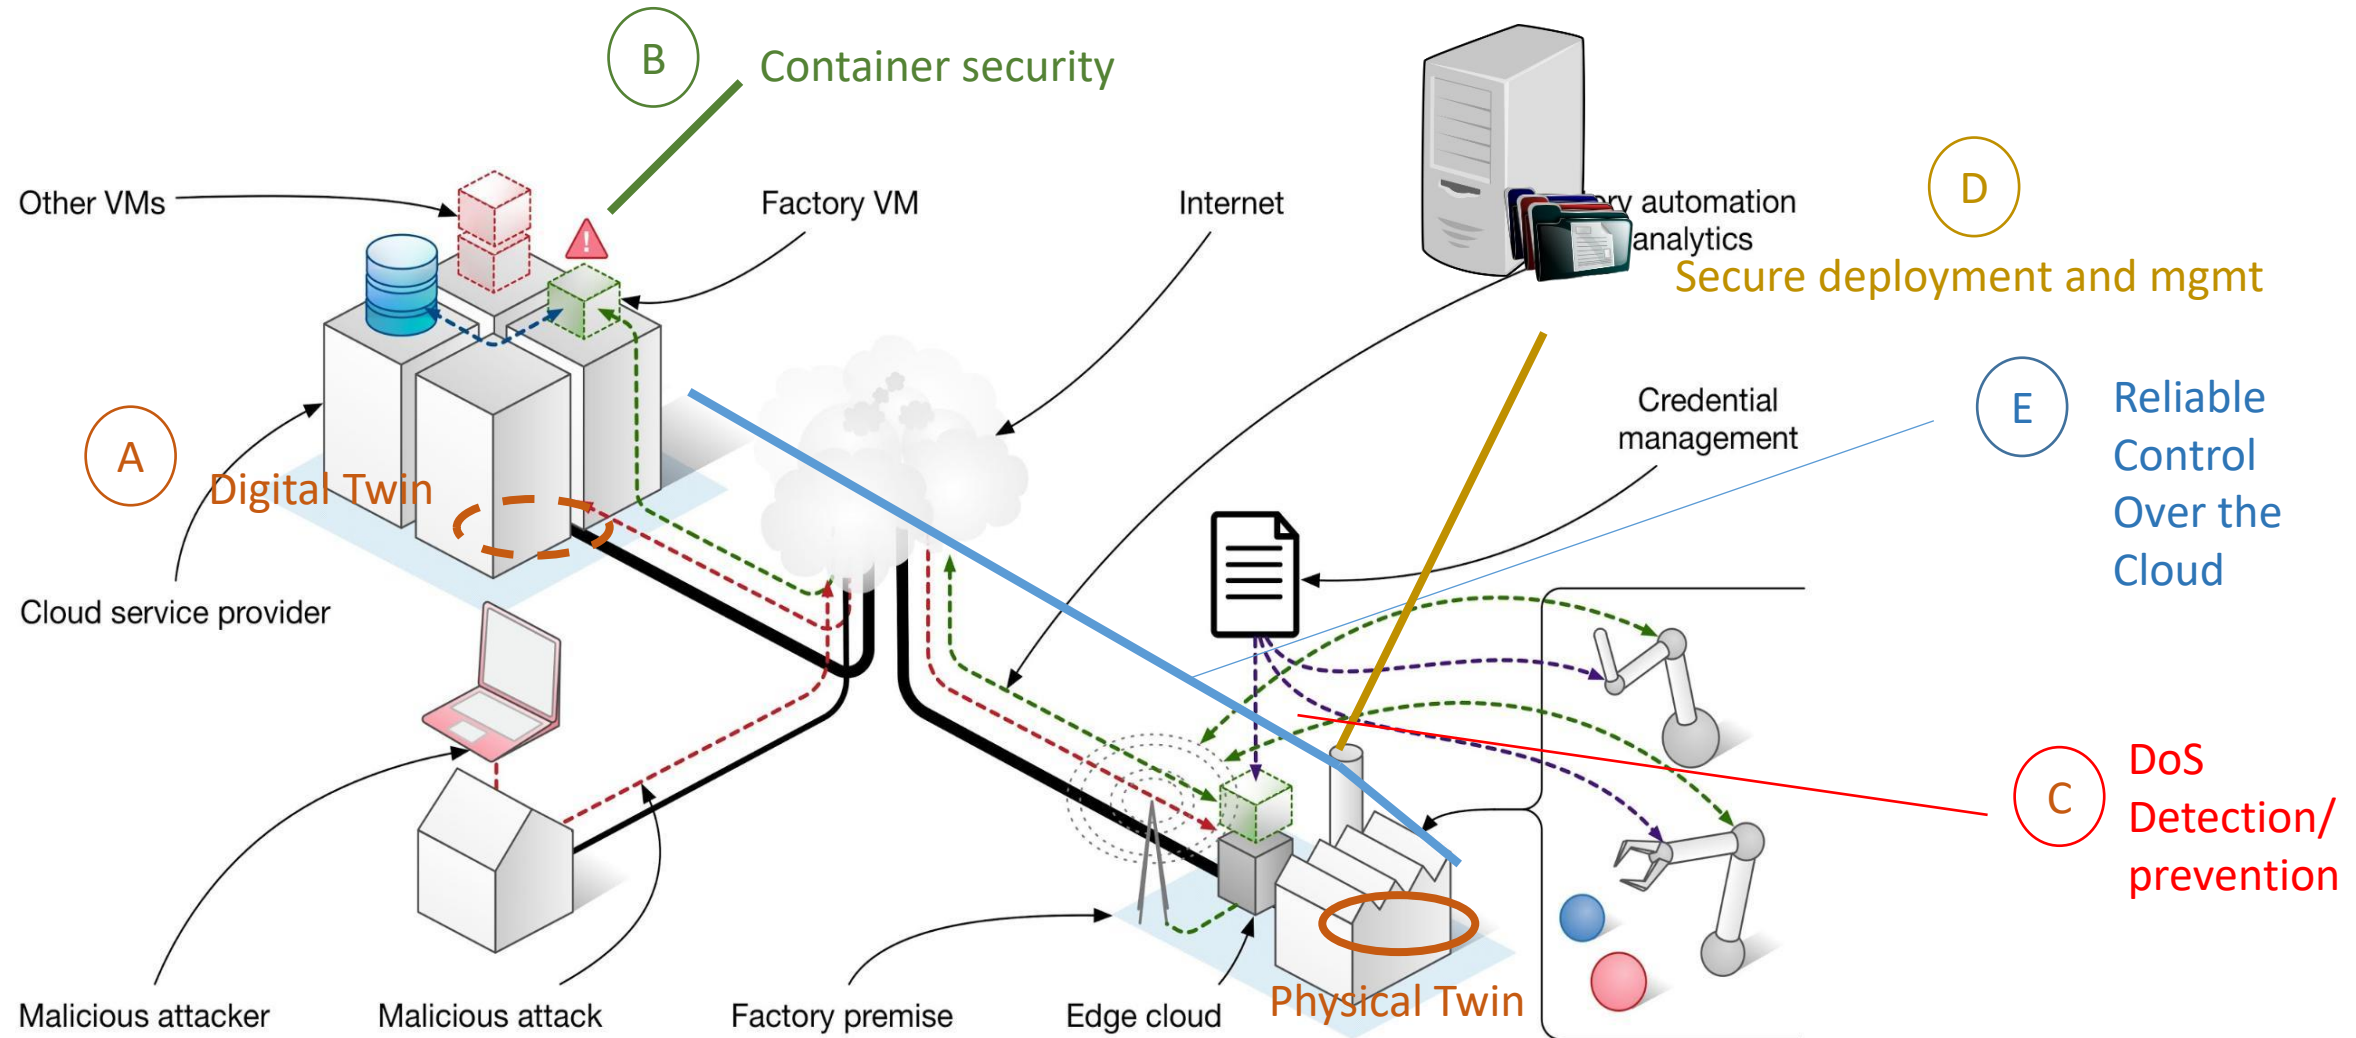 B
Container security
Other VMs
Factory VM
Internet
automation
analytics
D
Secure deployment and mgmt
A
Digital Twin
Credential
management
E
Reliable
Control
Over the
Cloud
Cloud service provider
C
DoS
Detection/
prevention
Physical Twin
Malicious attacker
Malicious attack
Factory premise
Edge cloud